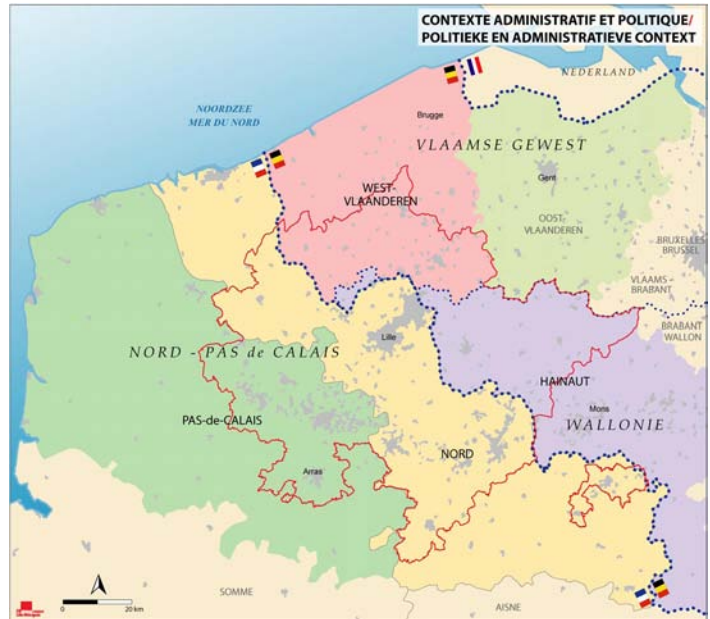 CONTEXTE ADMINISTRATIF ET POLITIQUE/
POLITIEKE EN ADMINISTRATIEVE CONTEXT
NEDERLAND
NOORDZEE
MER DU NORD
Brugge
VLAAMSE GEWEST
Gent
WEST-
VLAANDEREN
OOST-
VLAANDEREN
BRUXELLES
BRUSSEL
VLAAMS -
BRABANT
BRABANT
WALLON
Lille
NORD - PAS de CALAIS
HAINAUT
Mons
PAS-de-CALAIS
WALLONIE
NORD
Arras
SOMME
AISNE
0
20 km